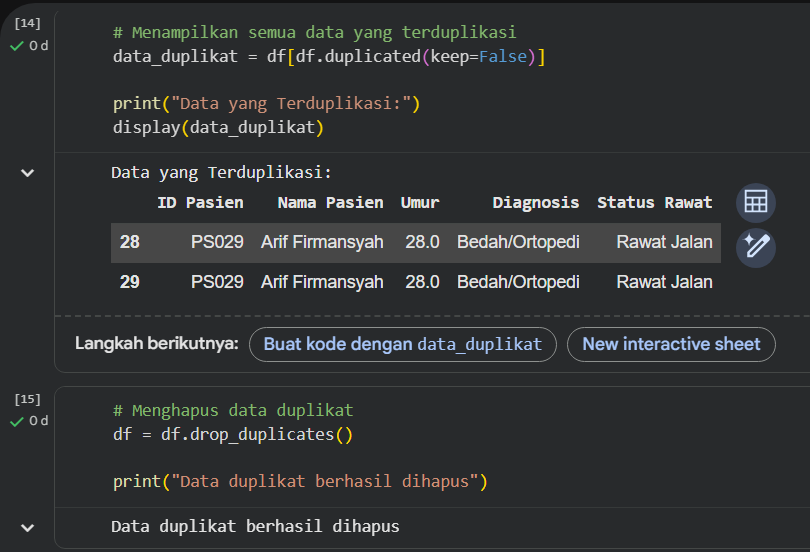 [14]
0 d
# Menampilkan semua data yang terduplikasi
data_duplikat = df[df.duplicated(keep=False)]
print("Data yang Terduplikasi:")
display(data_duplikat)
Data yang Terduplikasi:
ID Pasien Nama Pasien Umur Diagnosis Status Rawat
28 PS029 Arif Firmansyah 28.0 Bedah/Ortopedi Rawat Jalan
29 PS029 Arif Firmansyah 28.0 Bedah/Ortopedi Rawat Jalan
Langkah berikutnya: Buat kode dengan data_duplikat New interactive sheet
[15]
0 d
# Menghapus data duplikat
df = df.drop_duplicates()
print("Data duplikat berhasil dihapus")
Data duplikat berhasil dihapus